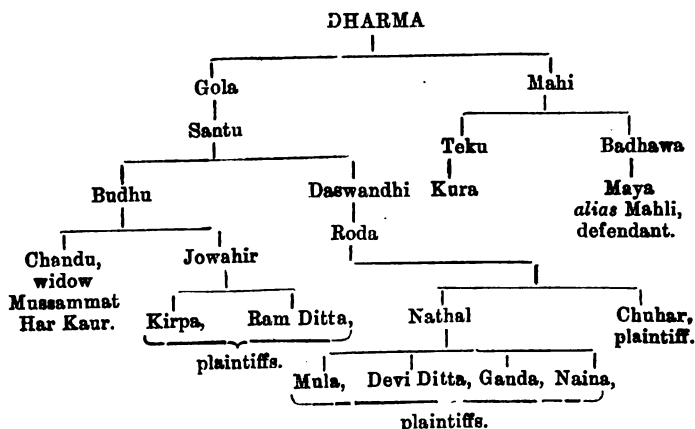 DHARMA
Gola Mahi
Santu
Teku Badhawa
Budhu Daswandhi Kura Maya
alias Mahli,
defendant.
Roda
Chandu, Jowahir
widow
Mussammat
Har Kaur.
Kirpa, Ram Ditta, Nathal Chuhar,
plaintiff.
plaintiffs.
Mula, Devi Ditta, Ganda, Naina,
plaintiffs.